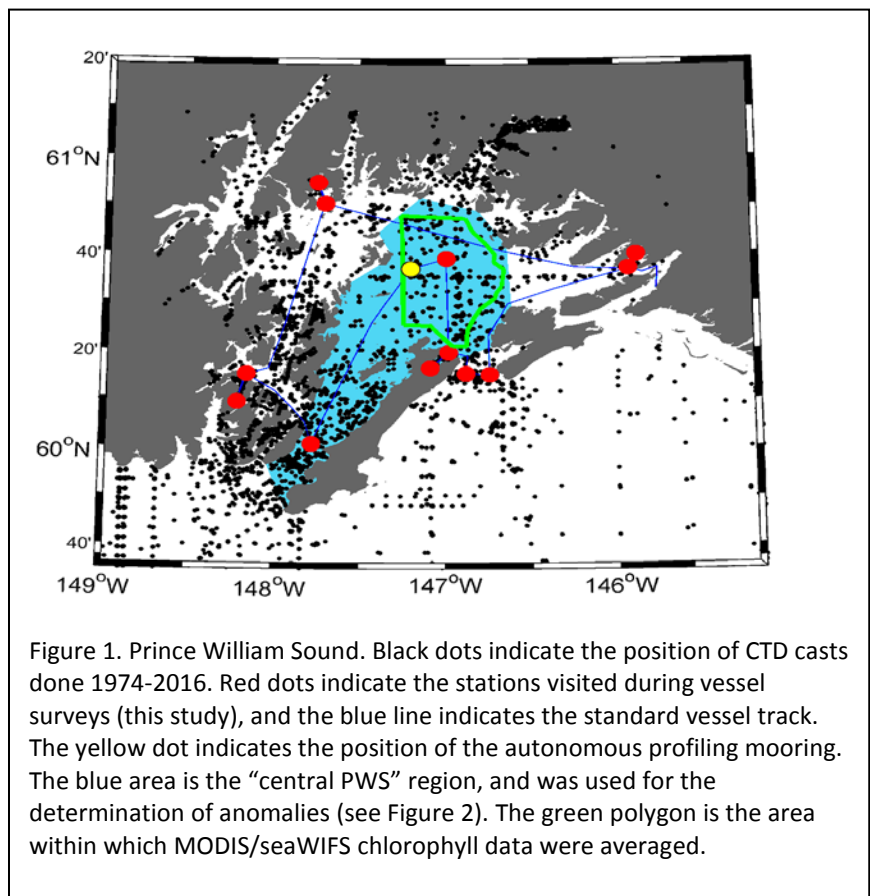 20'
61°N
40'
20'
60°N
40'
149°W
148°W
147°W
146°W
Figure 1. Prince William Sound. Black dots indicate the position of CTD casts
done 1974-2016. Red dots indicate the stations visited during vessel
surveys (this study), and the blue line indicates the standard vessel track.
The yellow dot indicates the position of the autonomous profiling mooring.
The blue area is the “central PWS” region, and was used for the
determination of anomalies (see Figure 2). The green polygon is the area
within which MODIS/seaWIFS chlorophyll data were averaged.